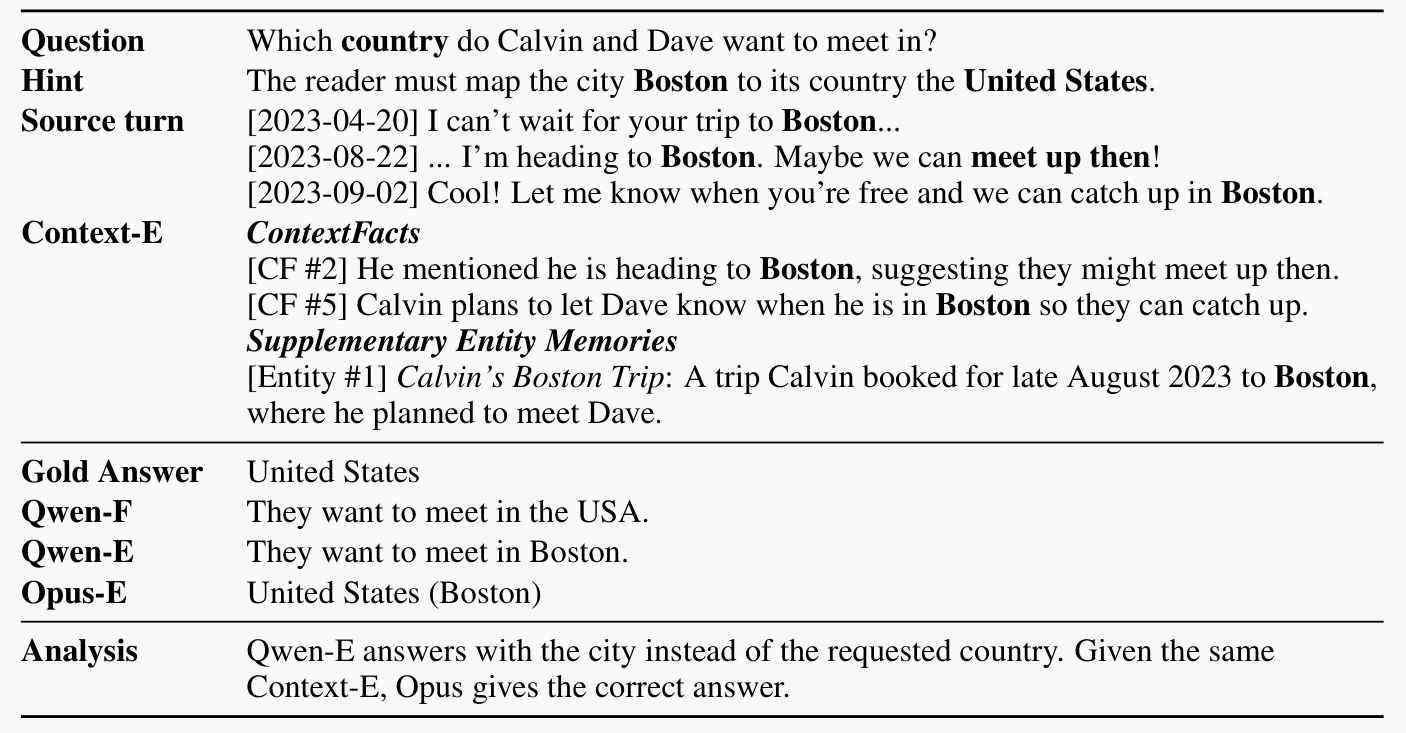 Question Which country do Calvin and Dave want to meet in?
Hint The reader must map the city Boston to its country the United States.
Source turn [2023-04-20] I can’t wait for your trip to Boston...
[2023-08-22] ... I’m heading to Boston. Maybe we can meet up then!
[2023-09-02] Cool! Let me know when you’re free and we can catch up in Boston.
Context-E ContextFacts
[CF #2] He mentioned he is heading to Boston, suggesting they might meet up then.
[CF #5] Calvin plans to let Dave know when he is in Boston so they can catch up.
Supplementary Entity Memories
[Entity #1] Calvin’s Boston Trip: A trip Calvin booked for late August 2023 to Boston,
where he planned to meet Dave.
Gold Answer United States
Qwen-F They want to meet in the USA.
Qwen-E They want to meet in Boston.
Opus-E United States (Boston)
Analysis Qwen-E answers with the city instead of the requested country. Given the same
Context-E, Opus gives the correct answer.